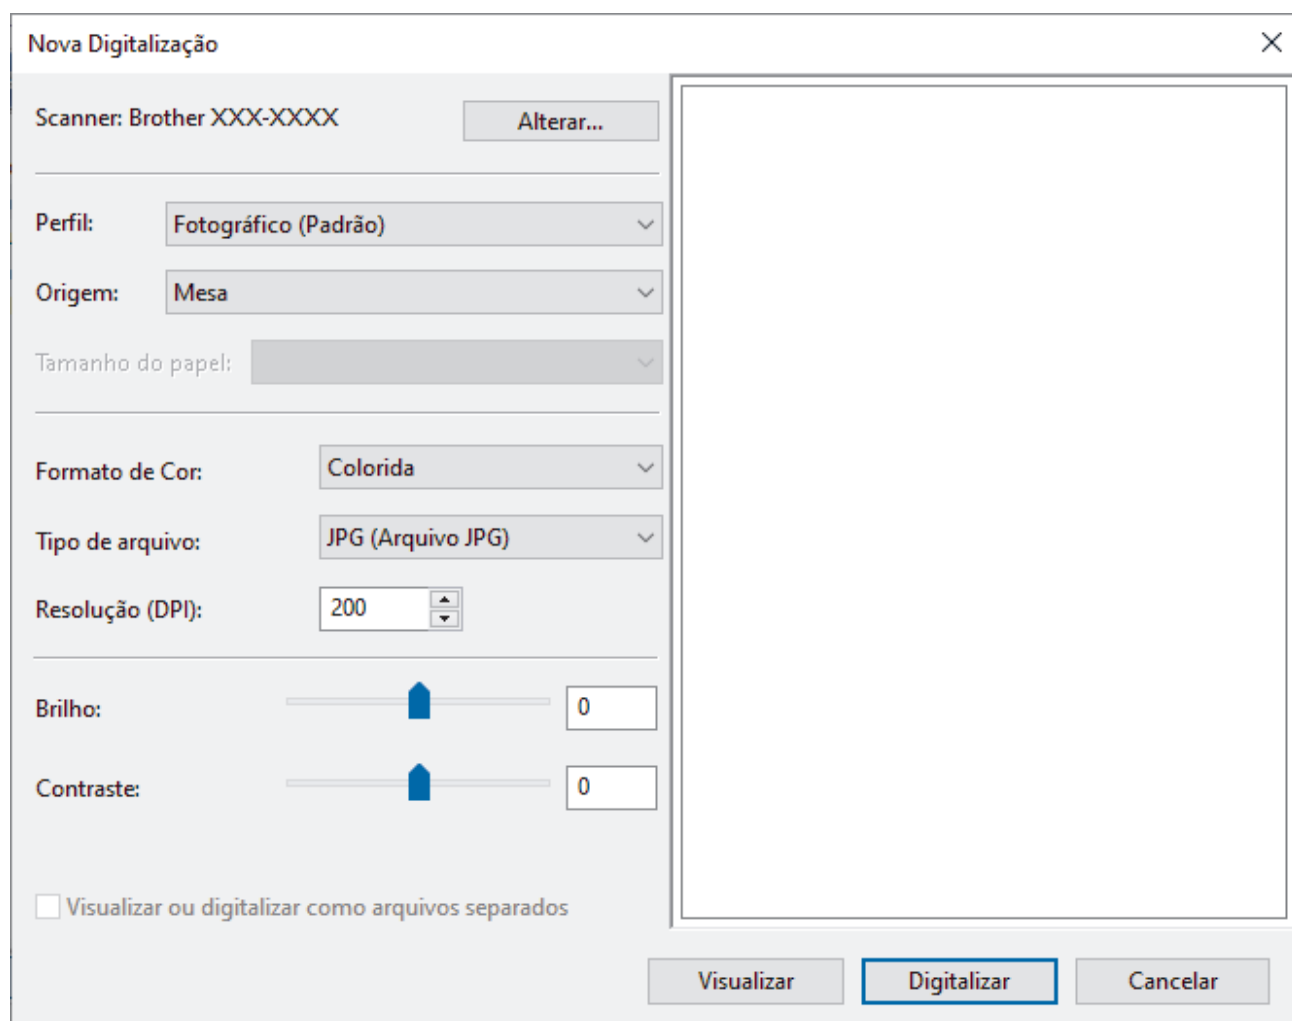 Nova Digitalização
Scanner: Brother XXX-XXXX
Alterar...
Perfil: Fotográfico (Padrão)
Origem: Mesa
Tamanho do papel:
Formato de Cor: Colorida
Tipo de arquivo: JPG (Arquivo JPG)
Resolução (DPI): 200
Brilho: 0
Contraste: 0
Visualizar ou digitalizar como arquivos separados
Visualizar Digitalizar Cancelar